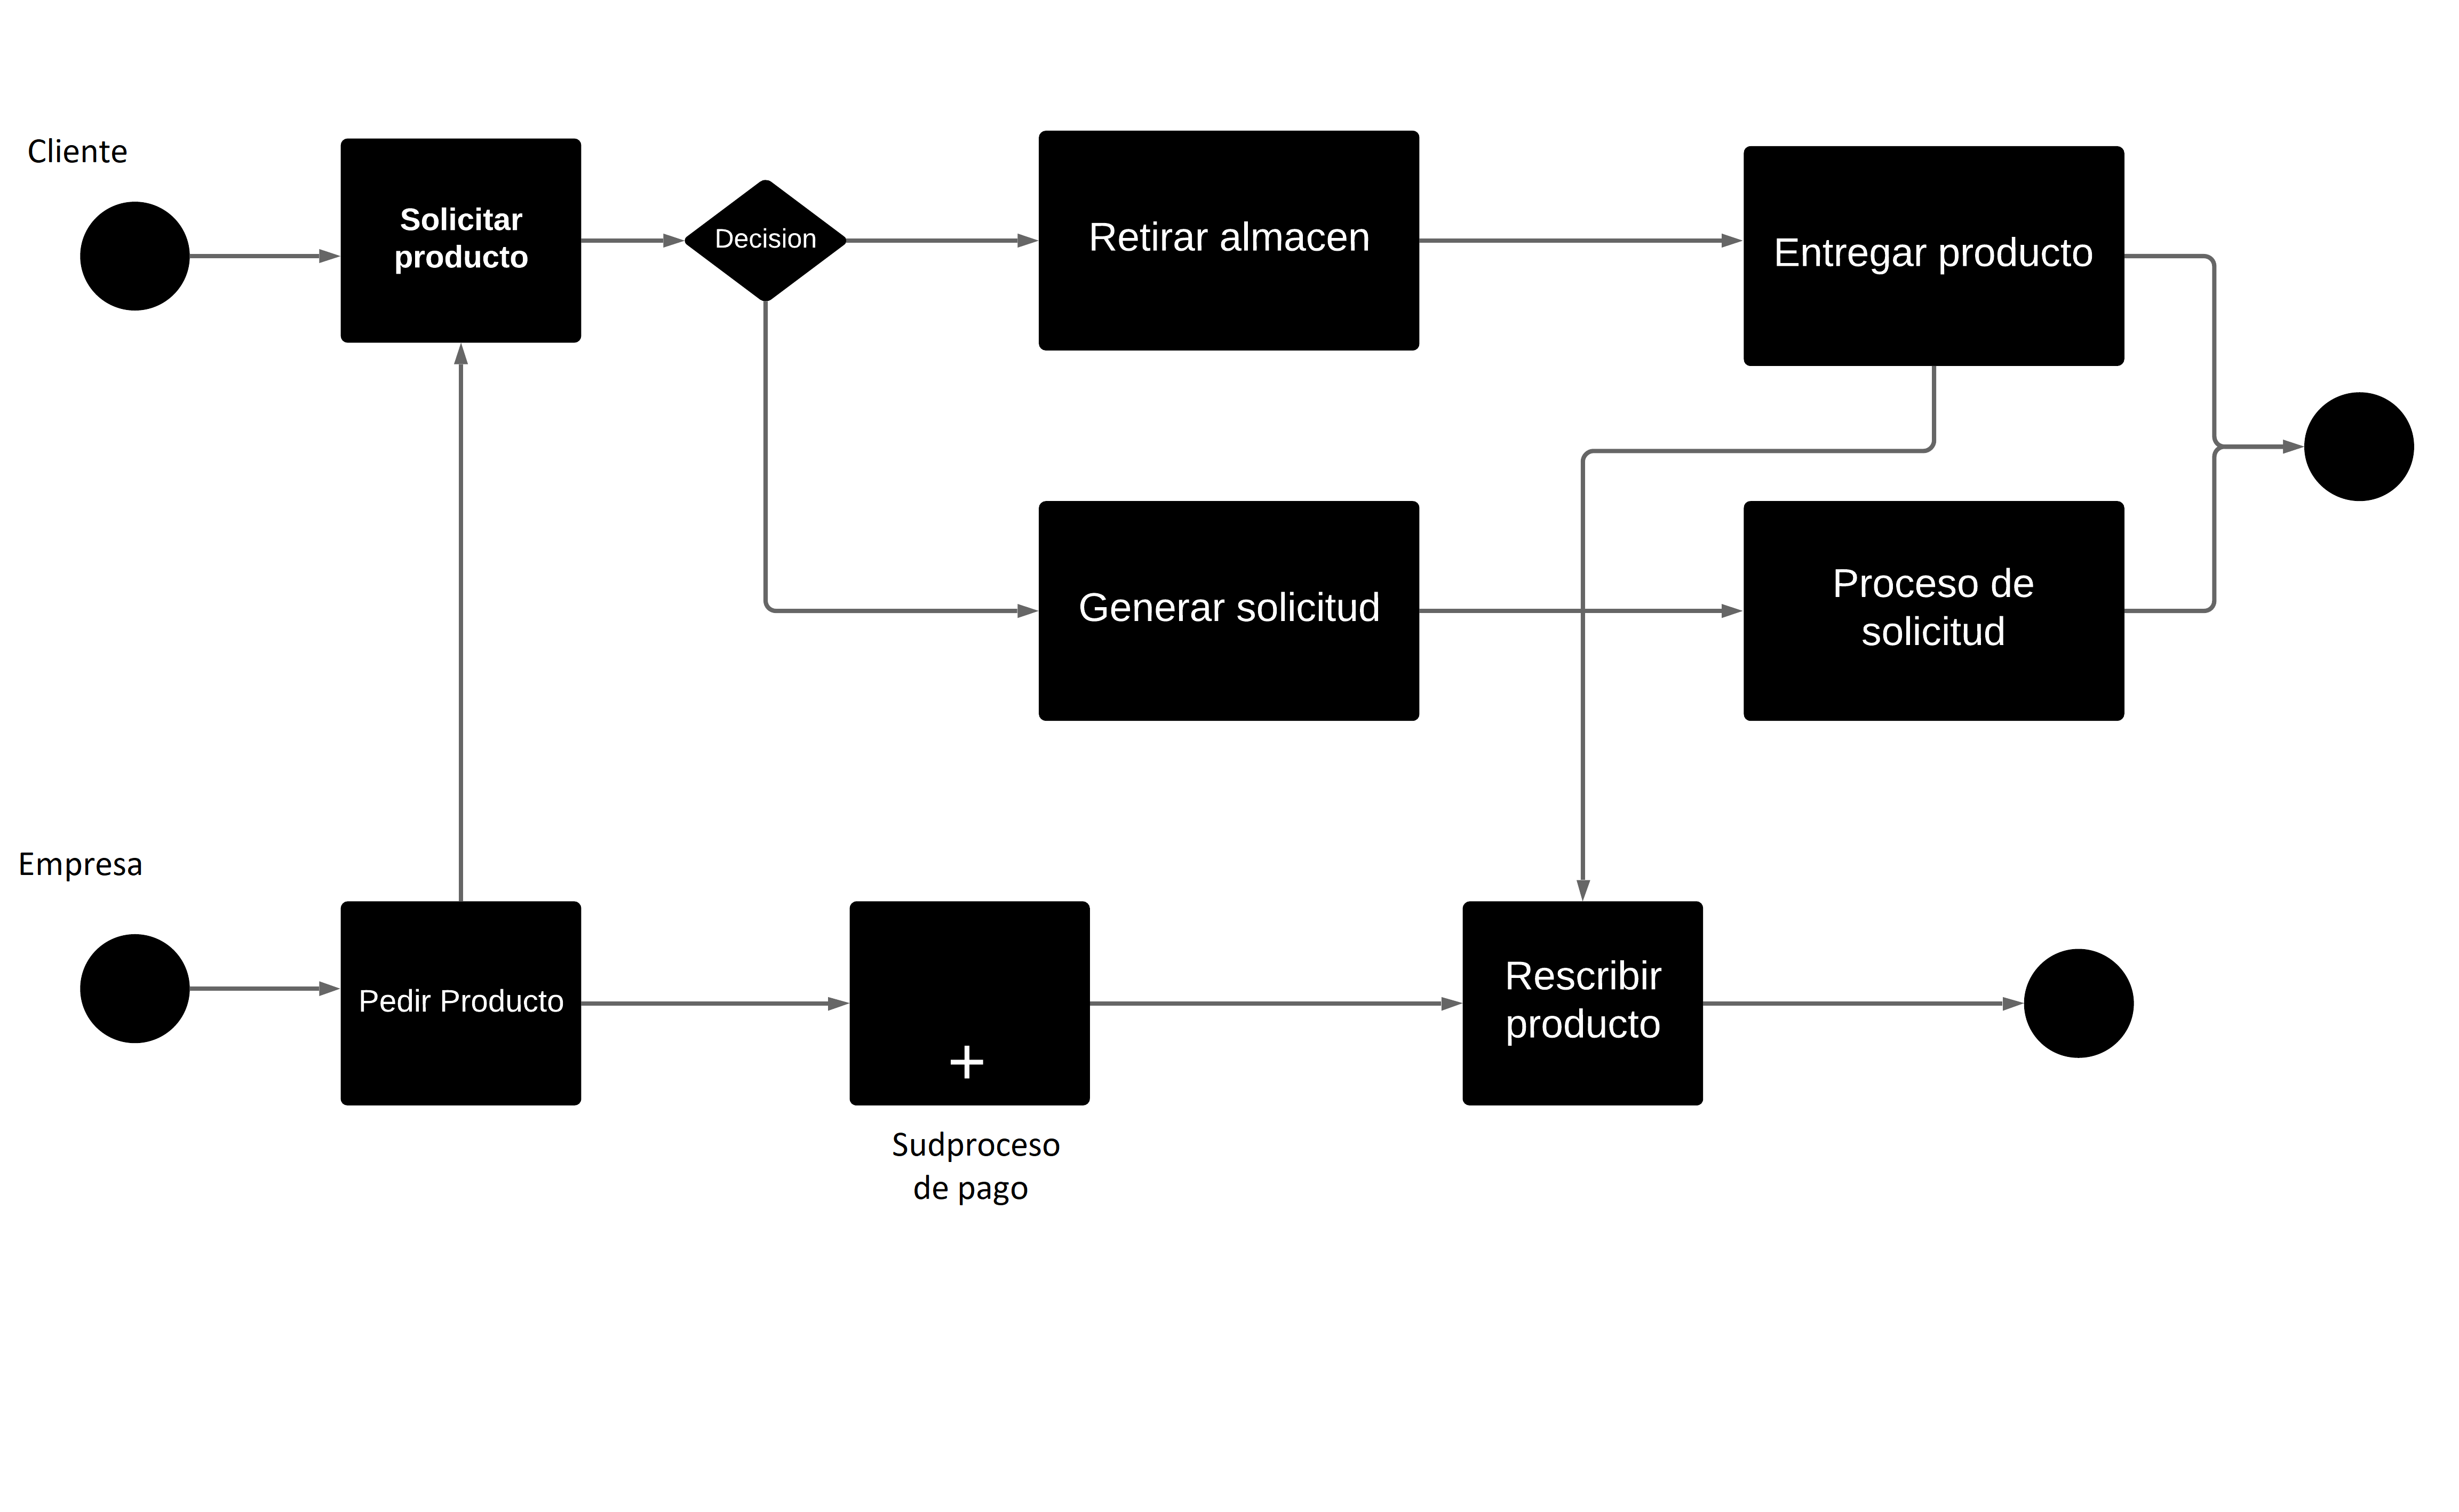 Cliente
Solicitar
producto
Decision
Retirar almacen
Entregar producto
Generar solicitud
Proceso de
solicitud
Empresa
Pedir Producto
+
Sudproceso
de pago
Rescribir
producto